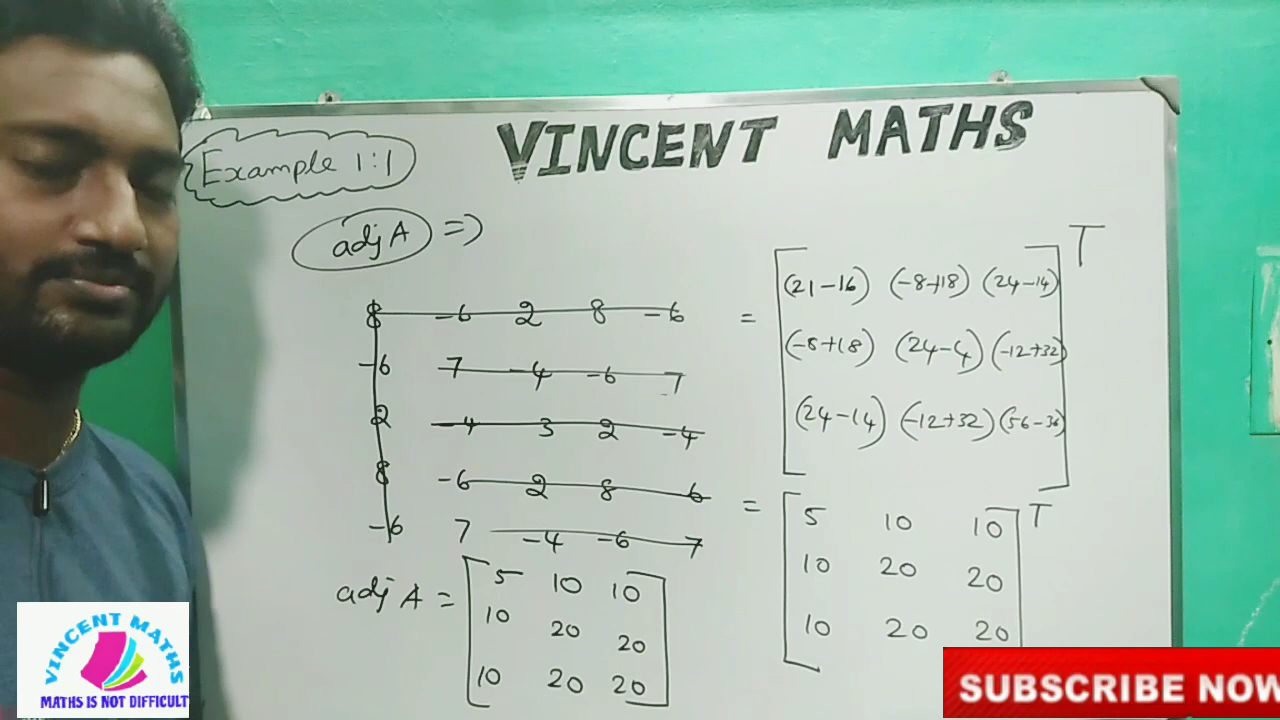 VINCENT MATHS
Example 1:1
adj A ⇒
8 -6 2 8 -6
-6 7 -4 -6 7
2 -4 3 2 -4
8 -6 2 8 6
-6 7 -4 -6 7
= [(21-16) (-8+18) (24-14)
(-8+18) (24-4) (-12+32)
(24-14) (-12+32) (56-36)]T
= [5 10 10
10 20 20
10 20 20]T
adj A = [5 10 10
10 20 20
10 20 20]
VINCENT MATHS
MATHS IS NOT DIFFICULT
SUBSCRIBE NOW